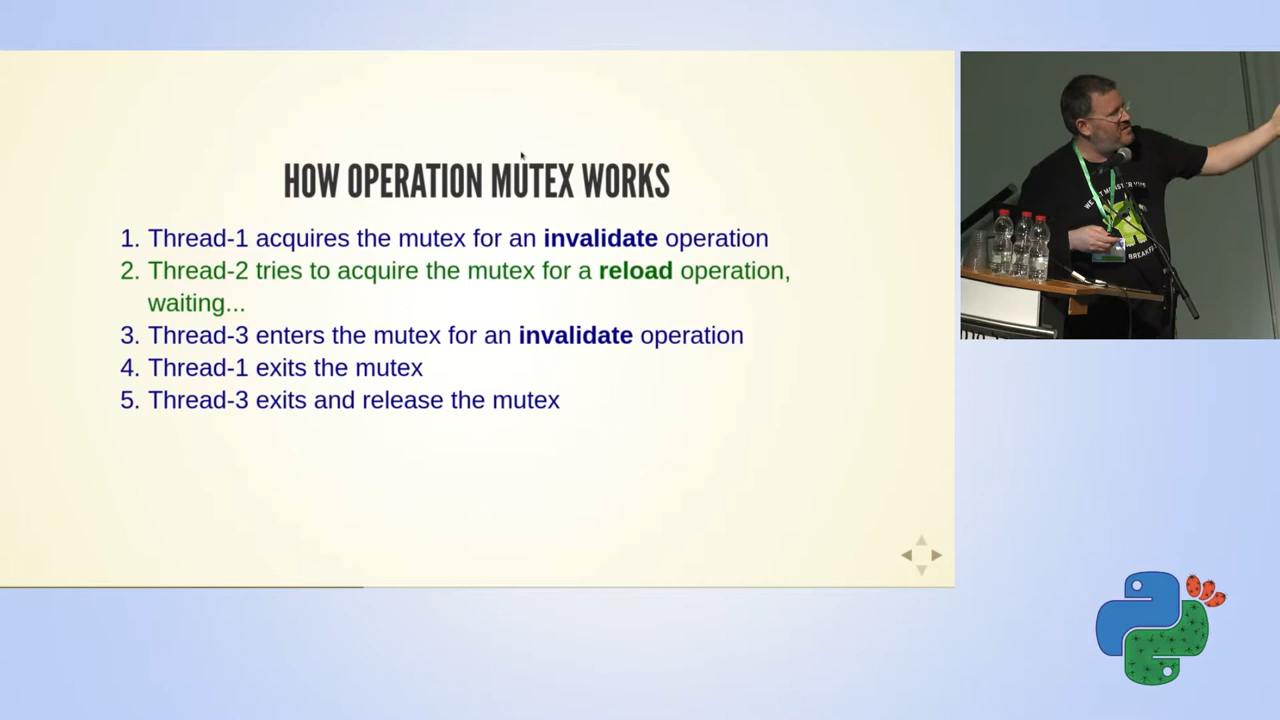 HOW OPERATION MUTEX WORKS
1. Thread-1 acquires the mutex for an invalidate operation
2. Thread-2 tries to acquire the mutex for a reload operation,
waiting...
3. Thread-3 enters the mutex for an invalidate operation
4. Thread-1 exits the mutex
5. Thread-3 exits and release the mutex